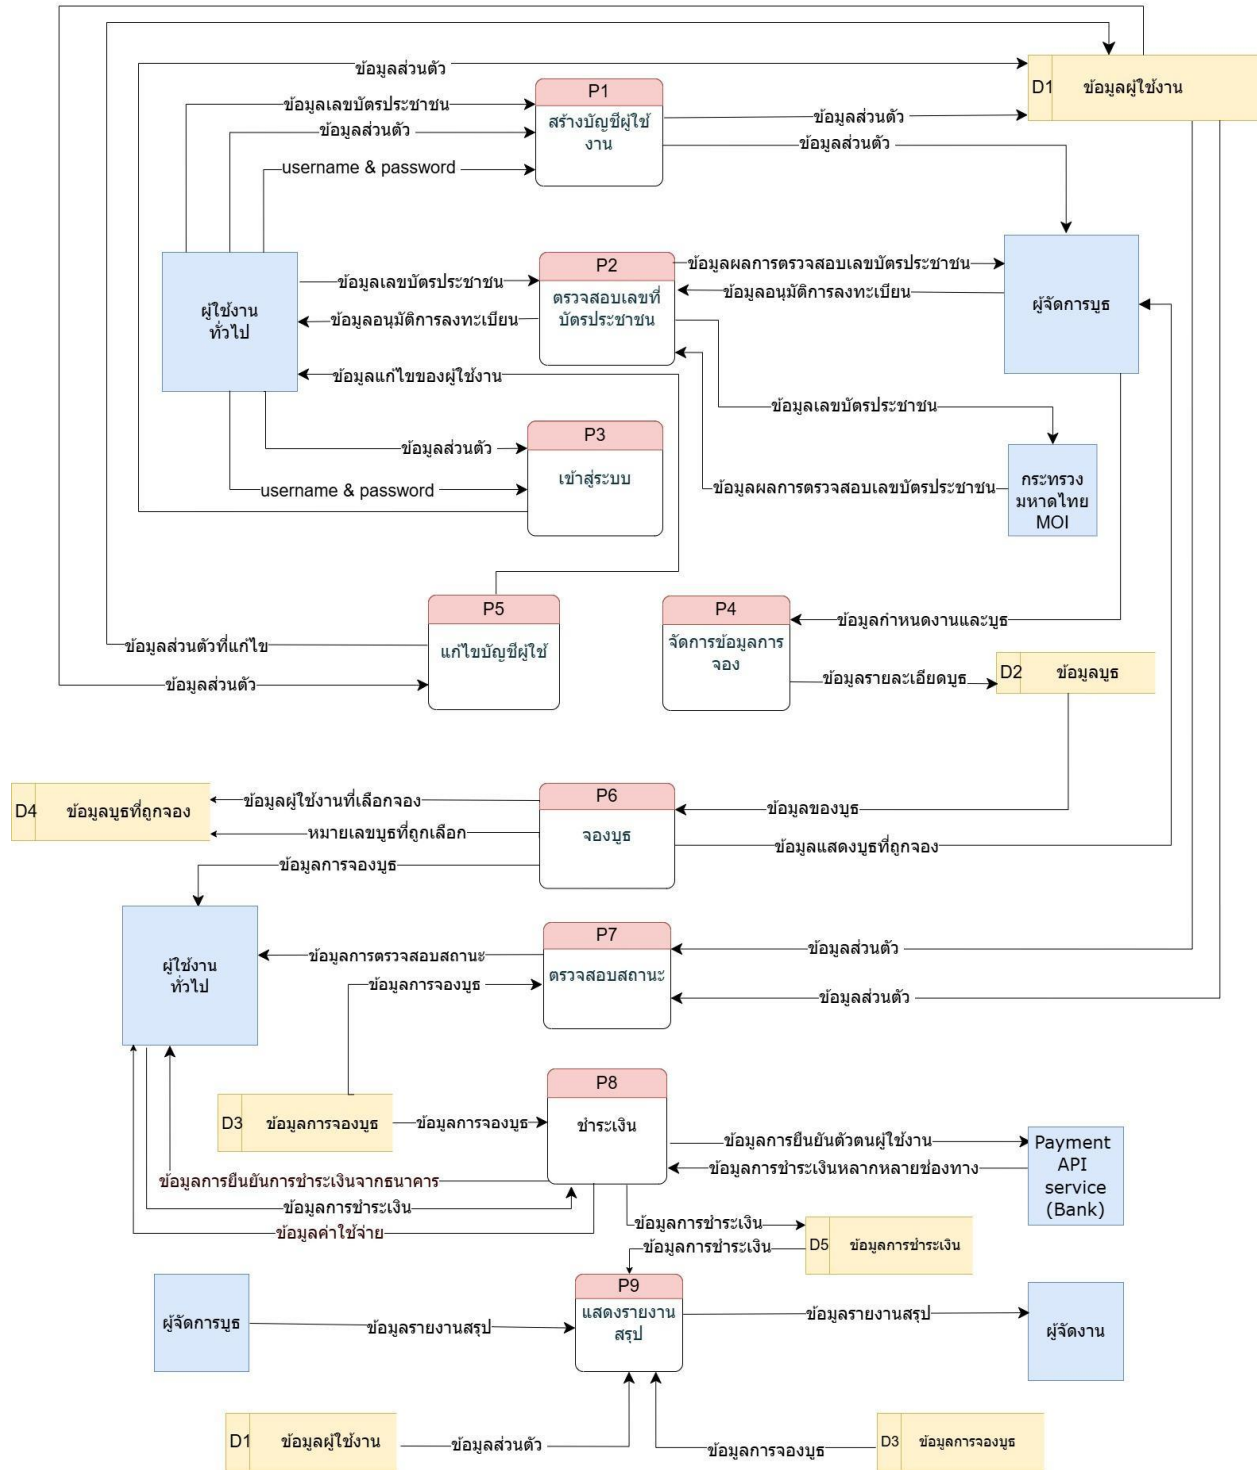 ข้อมูลส่วนตัว
D1
ข้อมูลผู้ใช้งาน
P1
สร้างบัญชีผู้ใช้
งาน
ข้อมูลเลขบัตรประชาชน
ข้อมูลส่วนตัว
username & password
ข้อมูลส่วนตัว
ข้อมูลส่วนตัว
ผู้ใช้งาน
ทั่วไป
ข้อมูลเลขบัตรประชาชน
ข้อมูลอนุมัติการลงทะเบียน
ข้อมูลแก้ไขของผู้ใช้งาน
P2
ตรวจสอบเลขที่
บัตรประชาชน
ข้อมูลผลการตรวจสอบเลขบัตรประชาชน
ข้อมูลอนุมัติการลงทะเบียน
ผู้จัดการบูธ
ข้อมูลเลขบัตรประชาชน
ข้อมูลส่วนตัว
username & password
P3
เข้าสู่ระบบ
ข้อมูลผลการตรวจสอบเลขบัตรประชาชน
กระทรวง
มหาดไทย
MOI
ข้อมูลส่วนตัวที่แก้ไข
ข้อมูลส่วนตัว
P5
แก้ไขบัญชีผู้ใช้
P4
จัดการข้อมูลการ
จอง
ข้อมูลกำหนดงานและบูธ
ข้อมูลรายละเอียดบูธ
D2
ข้อมูลบูธ
D4
ข้อมูลบูธที่ถูกจอง
ข้อมูลผู้ใช้งานที่เลือกจอง
หมายเลขบูธที่ถูกเลือก
ข้อมูลการจองบูธ
P6
จองบูธ
ข้อมูลของบูธ
ข้อมูลแสดงบูธที่ถูกจอง
ผู้ใช้งาน
ทั่วไป
ข้อมูลการตรวจสอบสถานะ
ข้อมูลการจองบูธ
P7
ตรวจสอบสถานะ
ข้อมูลส่วนตัว
ข้อมูลส่วนตัว
D3
ข้อมูลการจองบูธ
ข้อมูลการจองบูธ
P8
ชำระเงิน
ข้อมูลการยืนยันตัวตนผู้ใช้งาน
ข้อมูลการชำระเงินหลากหลายช่องทาง
Payment
API
service
(Bank)
ข้อมูลการยืนยันการชำระเงินจากธนาคาร
ข้อมูลการชำระเงิน
ข้อมูลค่าใช้จ่าย
ข้อมูลการชำระเงิน
ข้อมูลการชำระเงิน
D5
ข้อมูลการชำระเงิน
ผู้จัดการบูธ
ข้อมูลรายงานสรุป
P9
แสดงรายงาน
สรุป
ข้อมูลรายงานสรุป
ผู้จัดงาน
D1
ข้อมูลผู้ใช้งาน
ข้อมูลส่วนตัว
ข้อมูลการจองบูธ
D3
ข้อมูลการจองบูธ